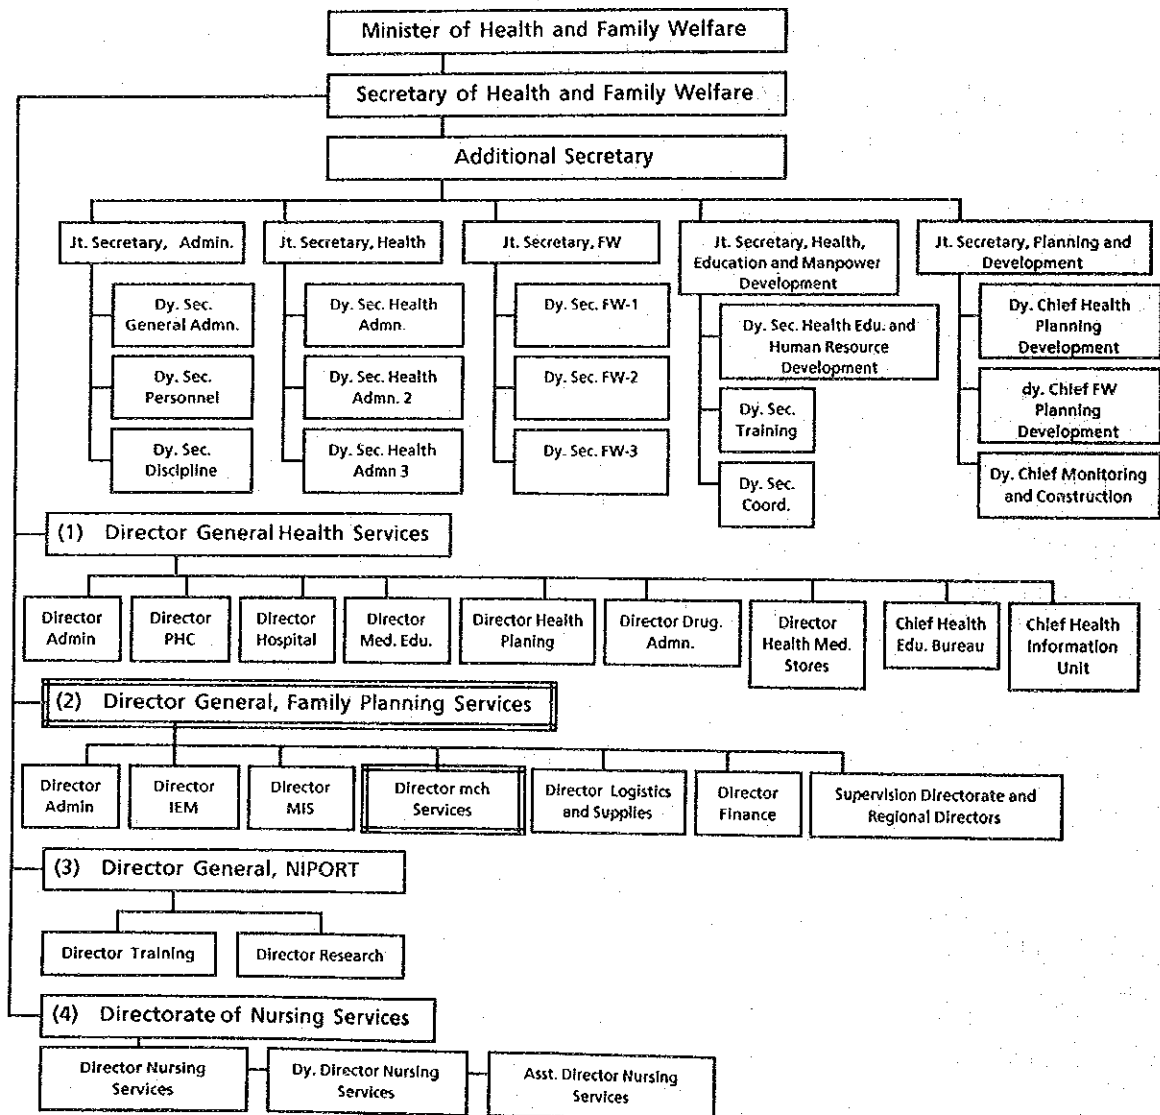 Minister of Health and Family Welfare
Secretary of Health and Family Welfare
Additional Secretary
Jt. Secretary, Admin.
Dy. Sec.
General Admn.
Dy. Sec.
Personnel
Dy. Sec.
Discipline
Jt. Secretary, Health
Dy. Sec. Health
Admn.
Dy. Sec. Health
Admn. 2
Dy. Sec. Health
Admn 3
Jt. Secretary, FW
Dy. Sec. FW-1
Dy. Sec. FW-2
Dy. Sec. FW-3
Jt. Secretary, Health,
Education and Manpower
Development
Dy. Sec. Health Edu. and
Human Resource
Development
Dy. Sec.
Training
Dy. Sec.
Coord.
Jt. Secretary, Planning and
Development
Dy. Chief Health
Planning
Development
dy. Chief FW
Planning
Development
Dy. Chief Monitoring
and Construction
(1) Director General Health Services
Director
Admin
Director
PHC
Director
Hospital
Director
Med. Edu.
Director Health
Planing
Director Drug.
Admn.
Director
Health Med.
Stores
Chief Health
Edu. Bureau
Chief Health
Information
Unit
(2) Director General, Family Planning Services
Director
Admin
Director
IEM
Director
MIS
Director mch
Services
Director Logistics
and Supplies
Director
Finance
Supervision Directorate and
Regional Directors
(3) Director General, NIPORT
Director Training
Director Research
(4) Directorate of Nursing Services
Director Nursing
Services
Dy. Director Nursing
Services
Asst. Director Nursing
Services